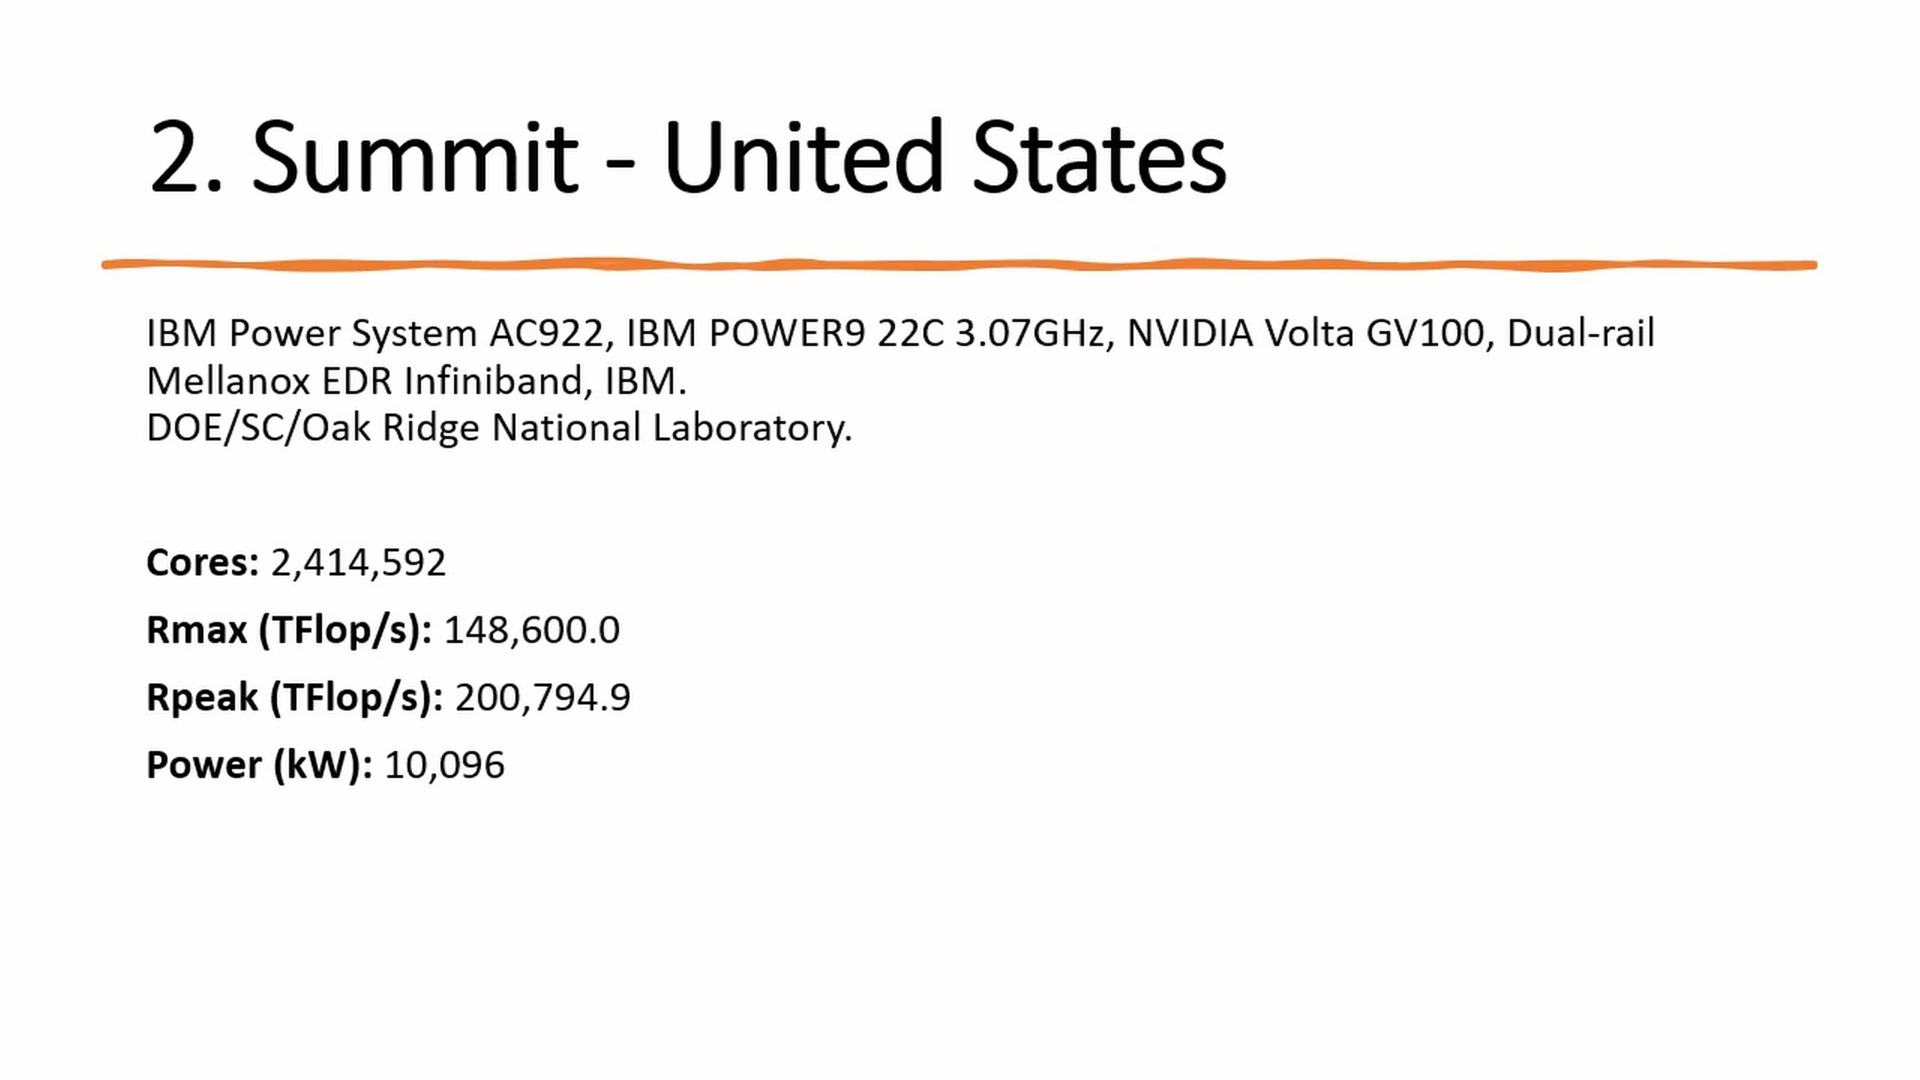 2. Summit - United States
IBM Power System AC922, IBM POWER9 22C 3.07GHz, NVIDIA Volta GV100, Dual-rail
Mellanox EDR Infiniband, IBM.
DOE/SC/Oak Ridge National Laboratory.
Cores: 2,414,592
Rmax (TFlop/s): 148,600.0
Rpeak (TFlop/s): 200,794.9
Power (kW): 10,096